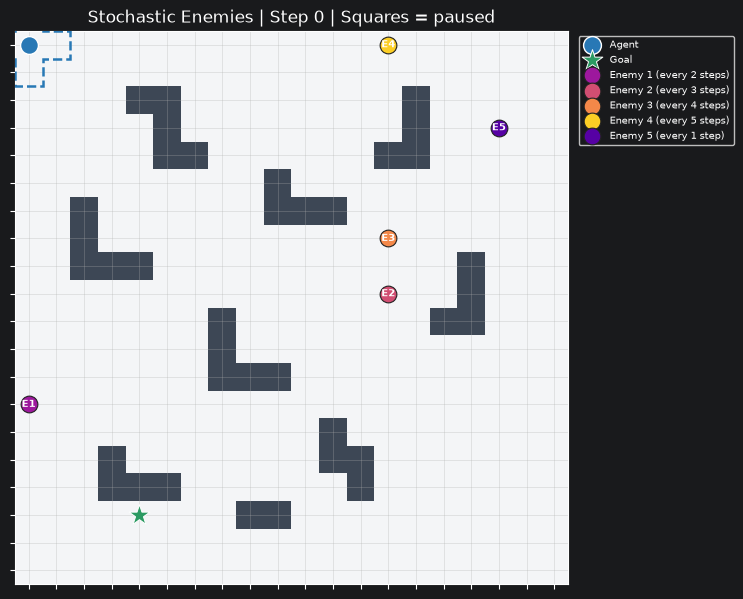 Stochastic Enemies | Step 0 | Squares = paused
Agent
Goal
Enemy 1 (every 2 steps)
Enemy 2 (every 3 steps)
Enemy 3 (every 4 steps)
Enemy 4 (every 5 steps)
Enemy 5 (every 1 step)
E4
E5
E3
E2
E1